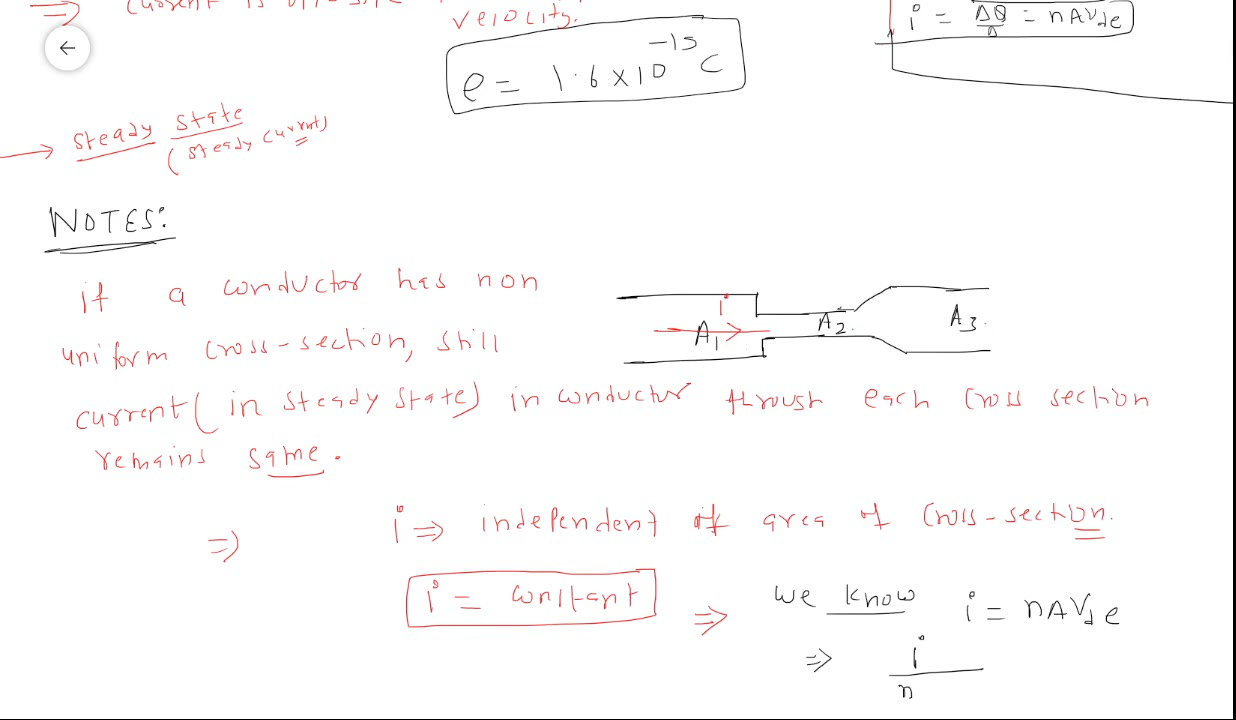 ⇒ current is
velocity.
i = ΔQ = nAVde
e = 1.6×10⁻¹⁵ C
→ steady state
(steady current)
NOTES:
if a conductor has non
uniform cross-section, still
current( in steady state) in conductor through each cross section
remains same.
i
A₁
A₂.
A₃.
⇒ i ⇒ independent of area of cross-section.
i = constant ⇒ we know i = nAVde
⇒ i
n